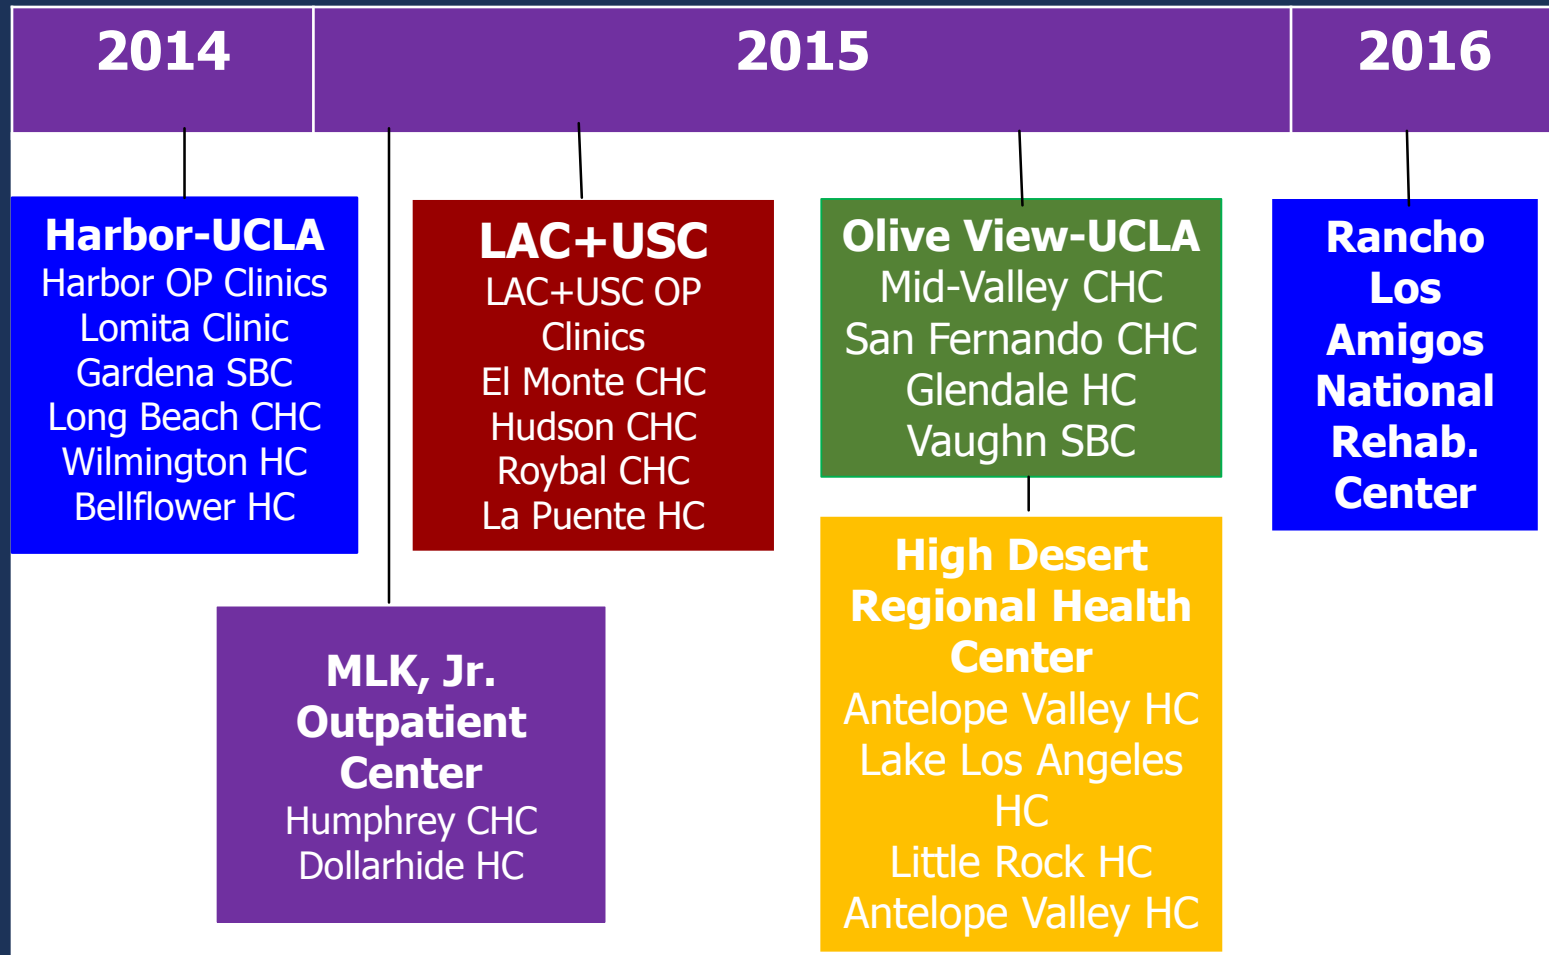 2014
2015
2016
Harbor-UCLA
Harbor OP Clinics
Lomita Clinic
Gardena SBC
Long Beach CHC
Wilmington HC
Bellflower HC
MLK, Jr.
Outpatient
Center
Humphrey CHC
Dollarhide HC
LAC+USC
LAC+USC OP
Clinics
El Monte CHC
Hudson CHC
Roybal CHC
La Puente HC
Olive View-UCLA
Mid-Valley CHC
San Fernando CHC
Glendale HC
Vaughn SBC
High Desert
Regional Health
Center
Antelope Valley HC
Lake Los Angeles
HC
Little Rock HC
Antelope Valley HC
Rancho
Los
Amigos
National
Rehab.
Center